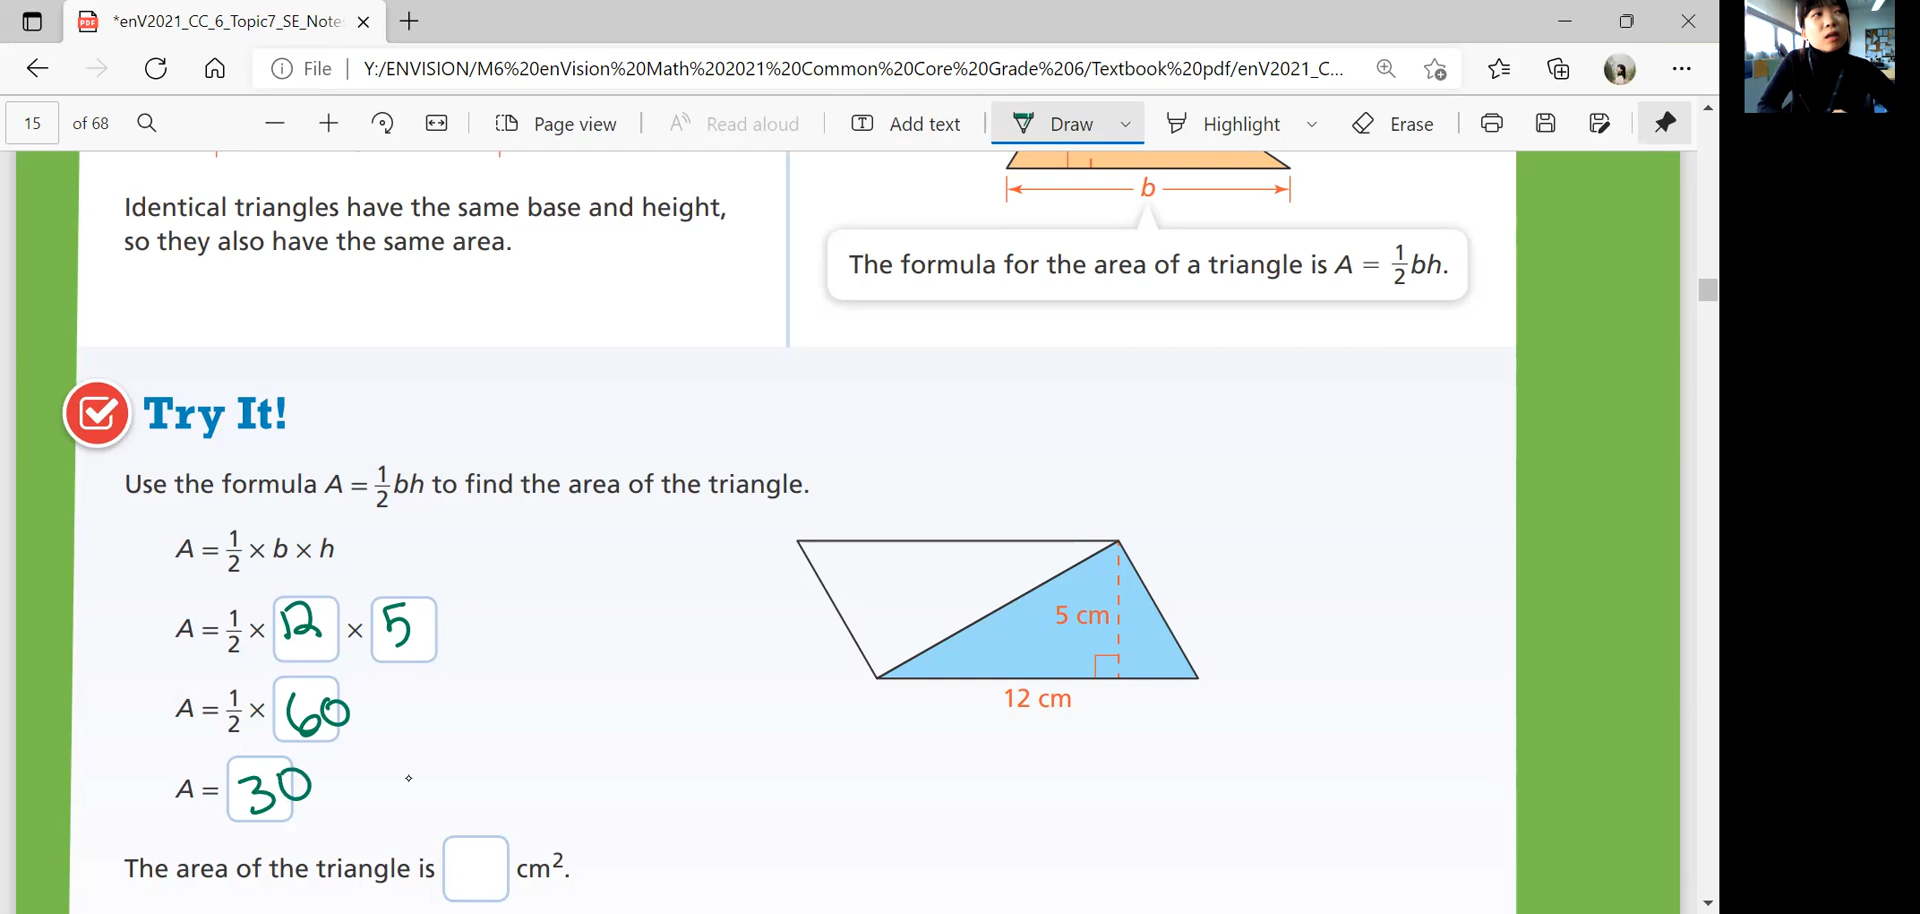 *enV2021_CC_6_Topic7_SE_Note
File
Y:/ENVISION/M6%20enVision%20Math%202021%20Common%20Core%20Grade%206/Textbook%20pdf/enV2021_C...
15 of 68
Page view
Read aloud
Add text
Draw
Highlight
Erase
Identical triangles have the same base and height,
so they also have the same area.
b
The formula for the area of a triangle is A = 1/2 bh.
Try It!
Use the formula A = 1/2 bh to find the area of the triangle.
A = 1/2 × b × h
A = 1/2 × 12 × 5
A = 1/2 × 60
A = 30
5 cm
12 cm
The area of the triangle is cm².